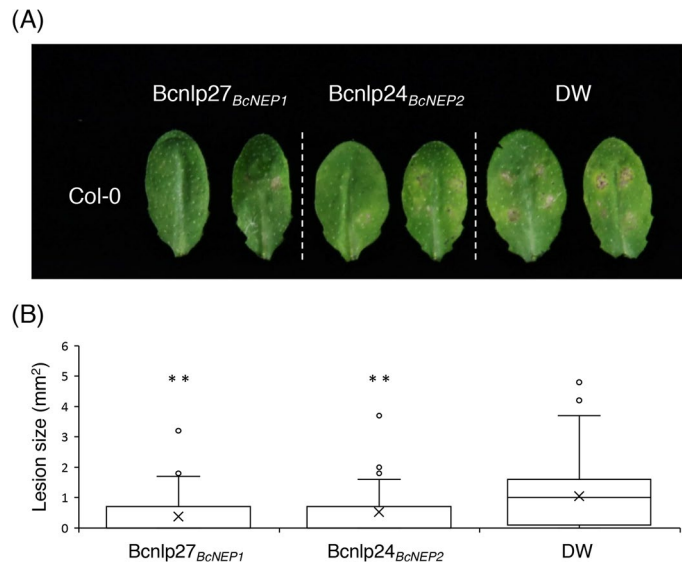 (A)
Bcnlp27BcNEP1 Bcnlp24BcNEP2 DW
Col-0
(B)
Lesion size (mm²)
6
5
4
3
2
1
0
** **
Bcnlp27BcNEP1 Bcnlp24BcNEP2 DW